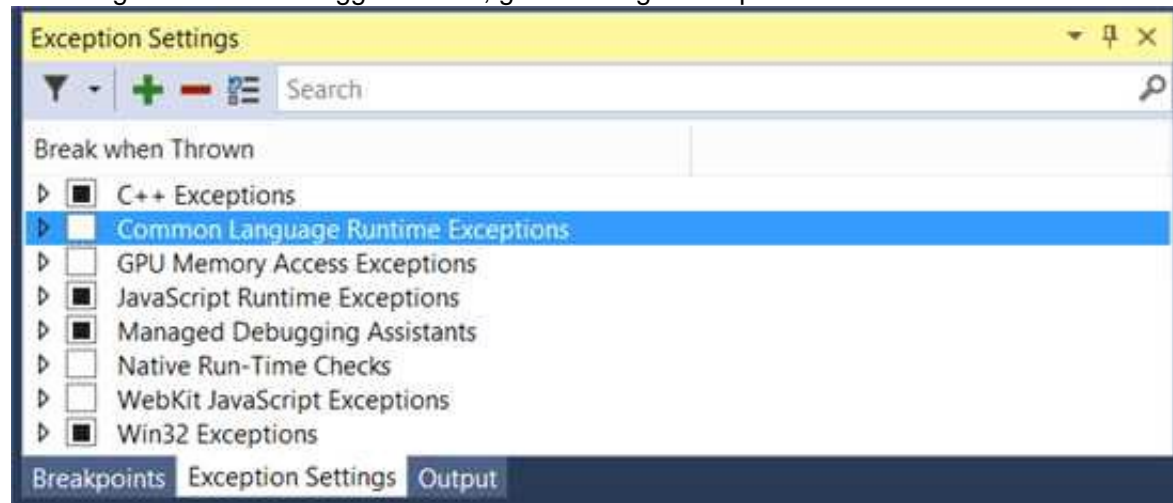 Exception Settings
Search
Break when Thrown
C++ Exceptions
Common Language Runtime Exceptions
GPU Memory Access Exceptions
JavaScript Runtime Exceptions
Managed Debugging Assistants
Native Run-Time Checks
WebKit JavaScript Exceptions
Win32 Exceptions
Breakpoints Exception Settings Output